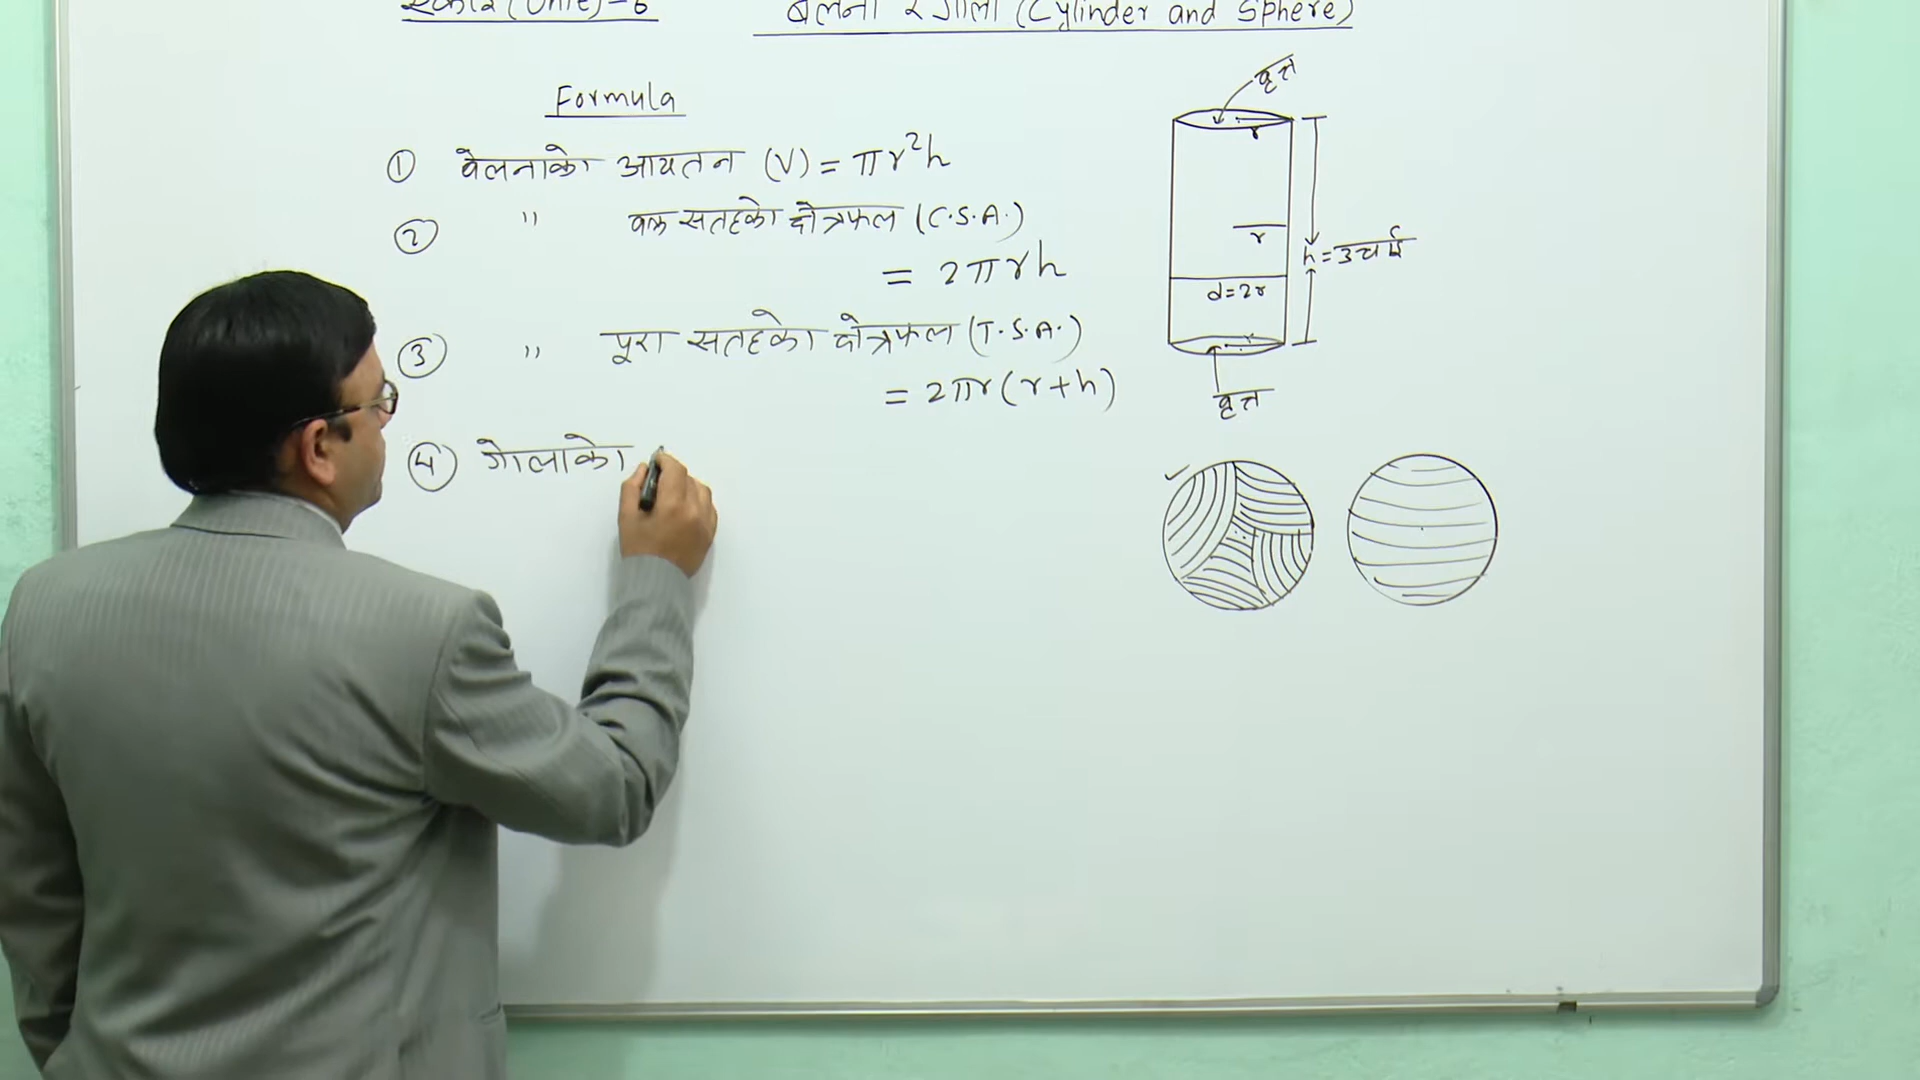 इकाई (Unit)-6 बेलना र गोला (Cylinder and Sphere)
Formula
① बेलनाको आयतन (V) = πr²h
② " वक्र सतहको क्षेत्रफल (C.S.A.)
= 2πrh
③ " पूरा सतहको क्षेत्रफल (T.S.A.)
= 2πr(r+h)
④ गोलाको
वृत्त
r
r
h = उचाई
d=2r
r
वृत्त